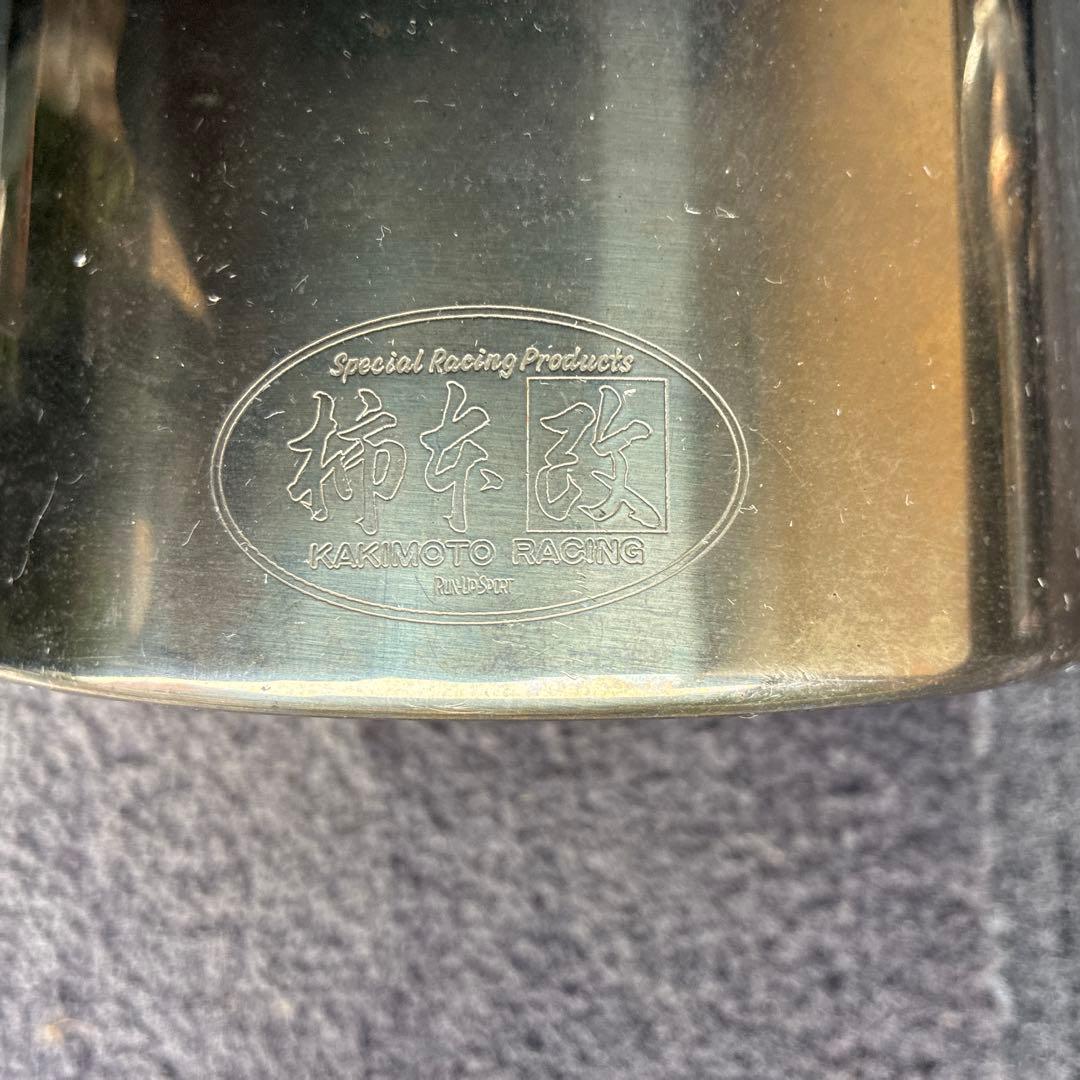 Special Racing Products
柿本 改
KAKIMOTO RACING
RUN-UP-SPORT